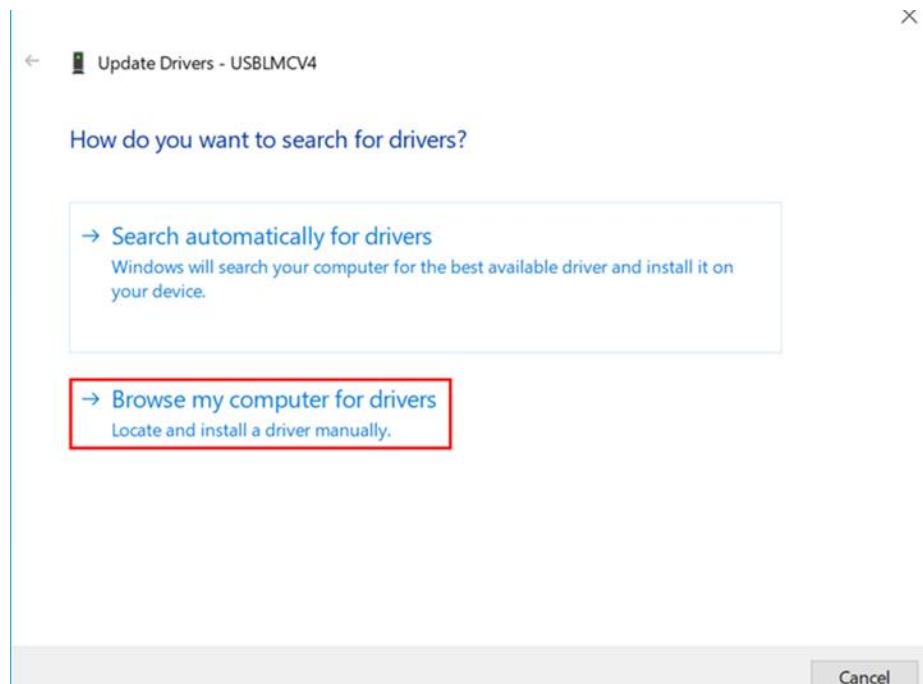 Update Drivers - USBLMCV4
How do you want to search for drivers?
Search automatically for drivers
Windows will search your computer for the best available driver and install it on
your device.
Browse my computer for drivers
Locate and install a driver manually.
Cancel